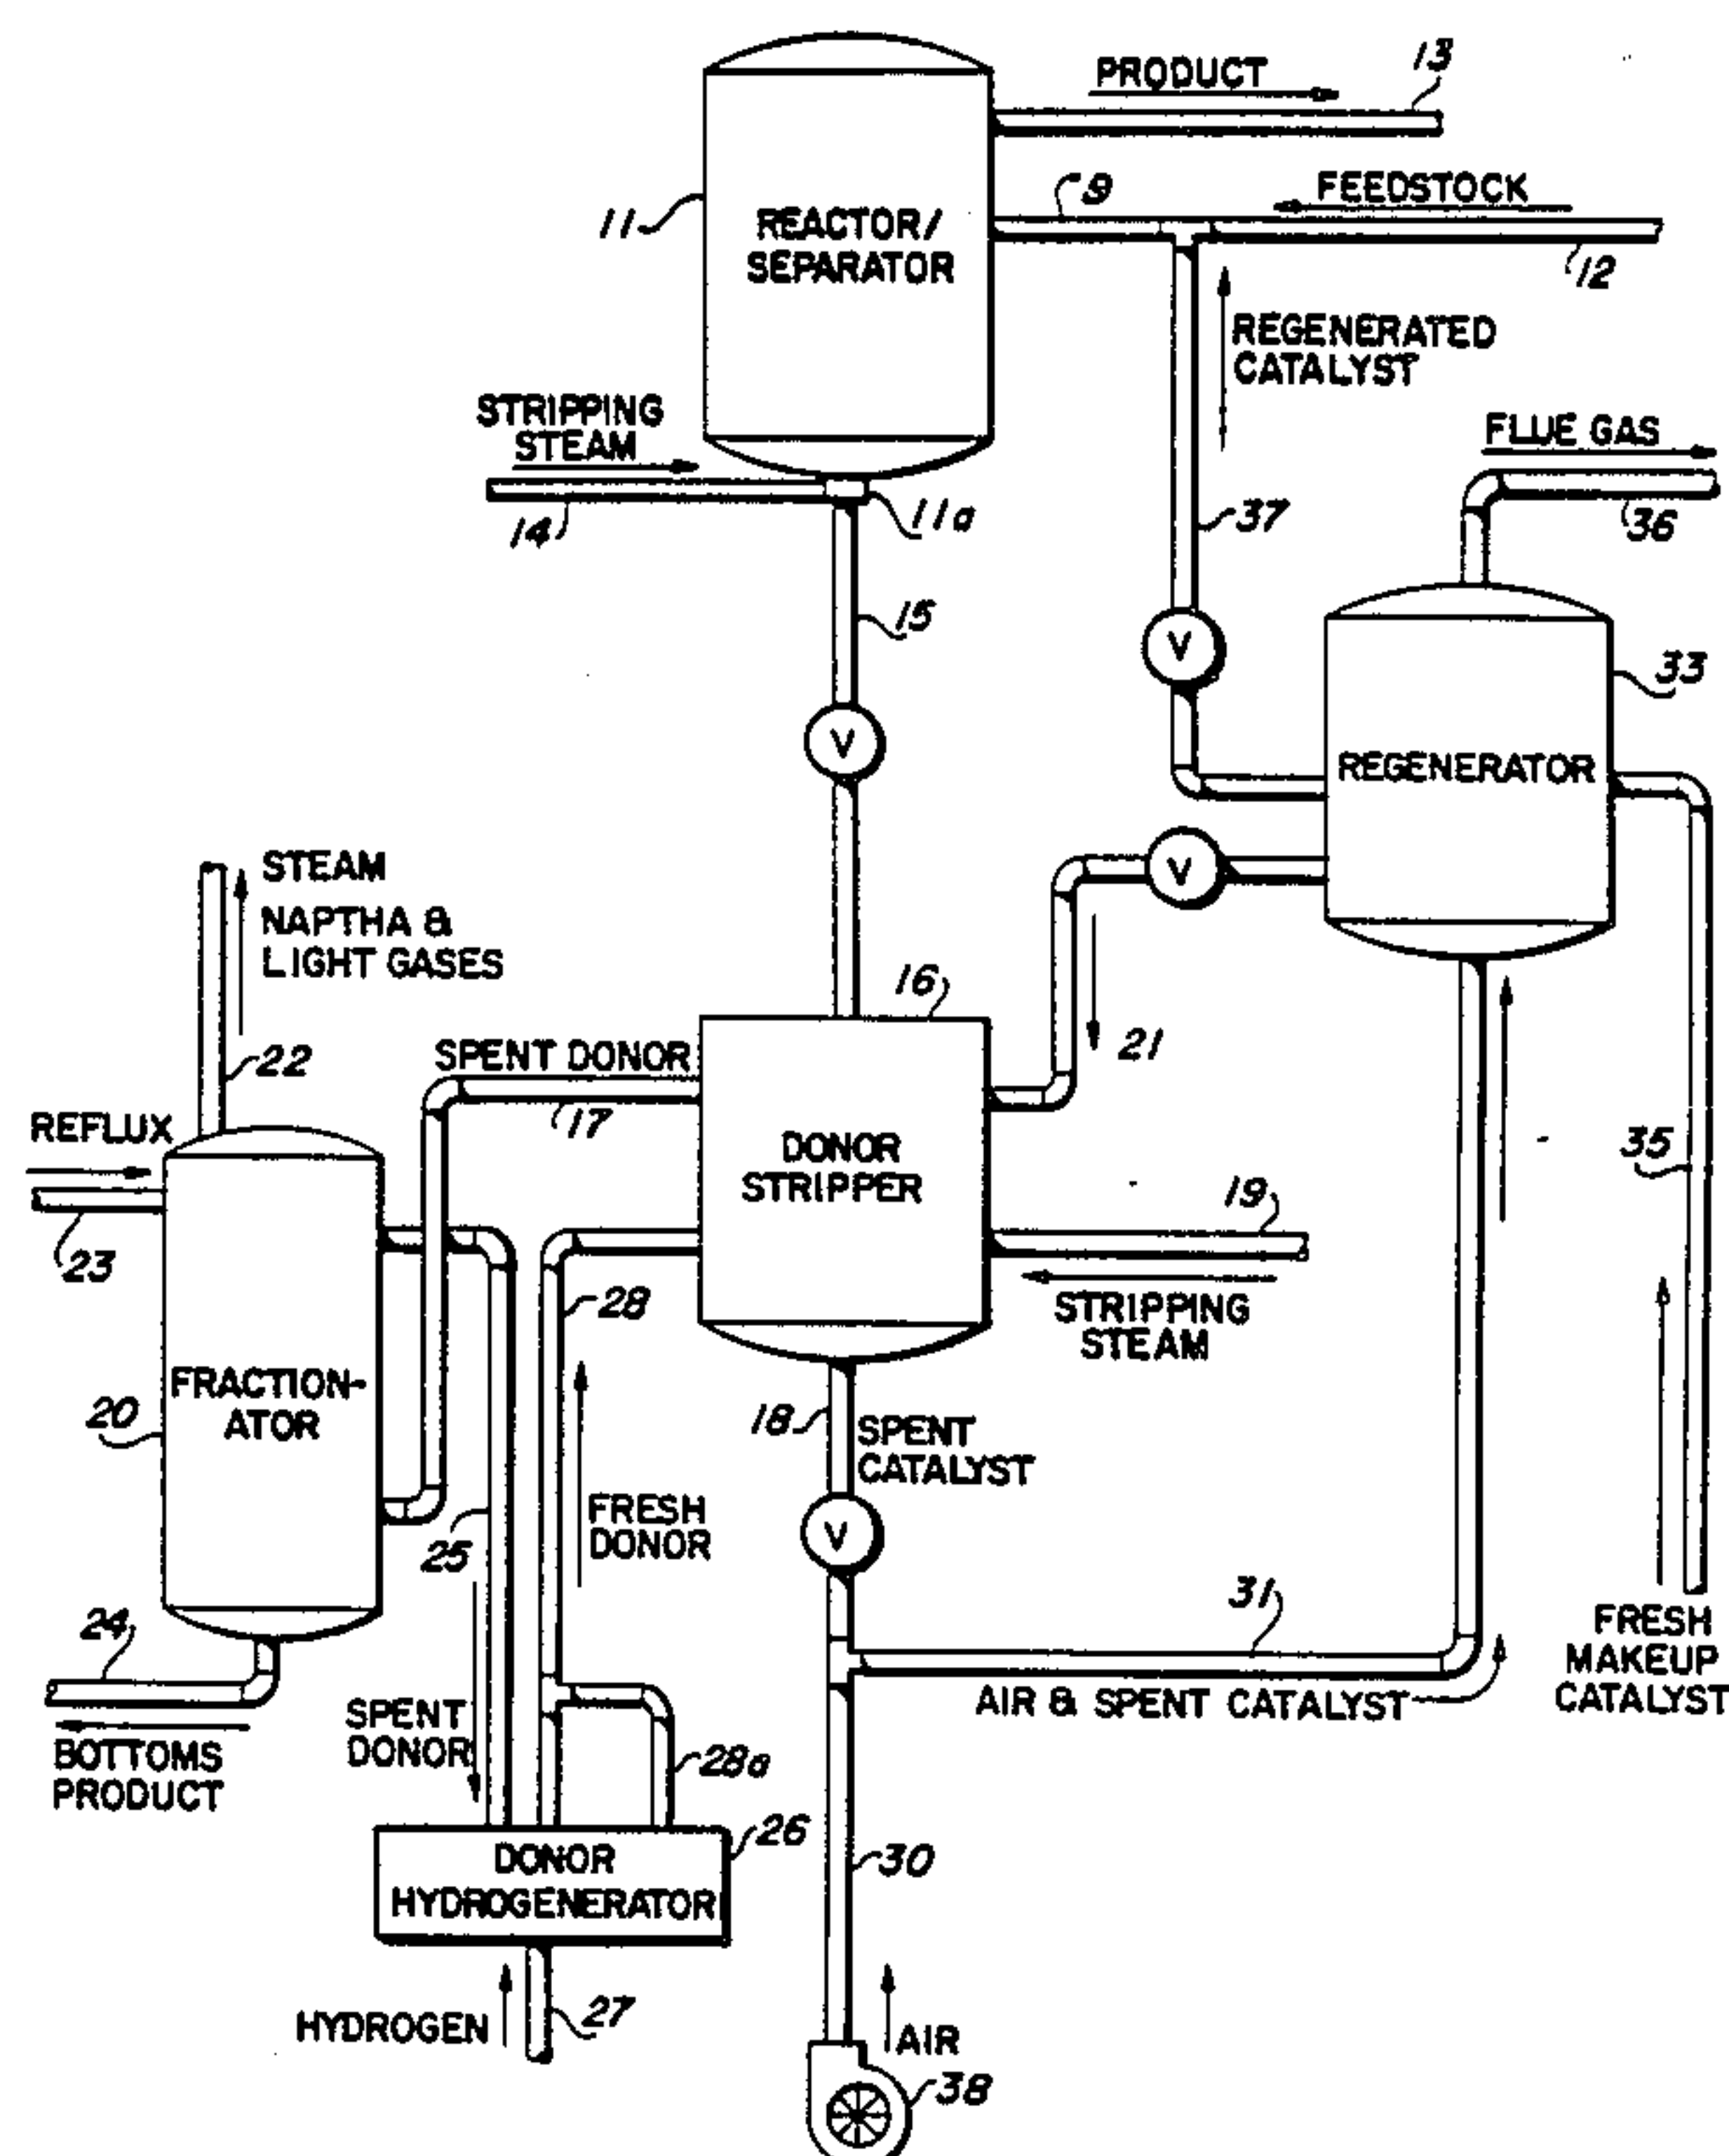 PRODUCT
13
9
FEEDSTOCK
11
REACTOR/
SEPARATOR
12
REGENERATED
CATALYST
STRIPPING
STEAM
FLUE GAS
14
11a
37
36
15
V
33
V
REGENERATOR
STEAM
NAPTHA &
LIGHT GASES
V
16
22
SPENT DONOR
21
REFLUX
17
DONOR
STRIPPER
35
19
23
28
STRIPPING
STEAM
FRACTION-
ATOR
20
18
SPENT
CATALYST
FRESH
DONOR
V
25
31
24
FRESH
MAKEUP
CATALYST
AIR & SPENT CATALYST
SPENT
DONOR
BOTTOMS
PRODUCT
28a
26
DONOR
HYDROGENERATOR
30
HYDROGEN
27
AIR
38